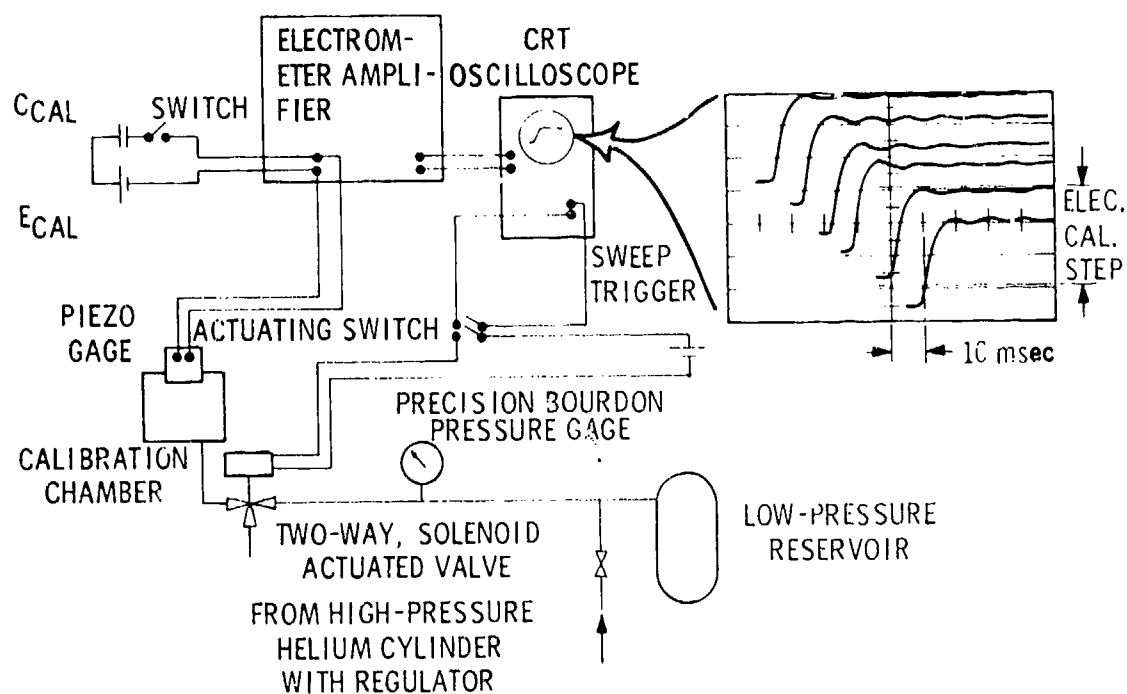 ELECTROM-
ETER AMPLI-
FIER
CRT
OSCILLOSCOPE
CCAL
SWITCH
ECAL
ELEC.
CAL.
STEP
SWEEP
TRIGGER
10 msec
PIEZO
GAGE
ACTUATING SWITCH
PRECISION BOURDON
PRESSURE GAGE
CALIBRATION
CHAMBER
TWO-WAY, SOLENOID
ACTUATED VALVE
LOW-PRESSURE
RESERVOIR
FROM HIGH-PRESSURE
HELIUM CYLINDER
WITH REGULATOR